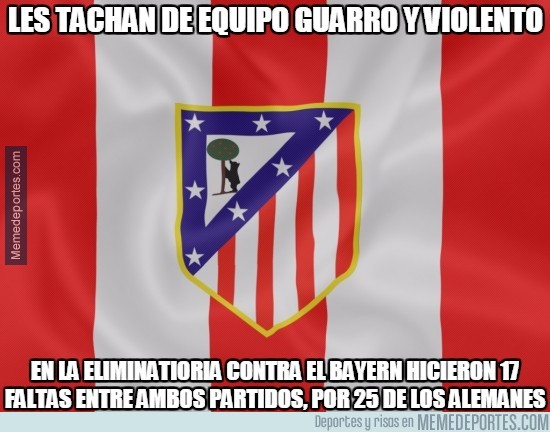 LES TACHAN DE EQUIPO GUARRO Y VIOLENTO
Memedeportes.com
EN LA ELIMINATIORIA CONTRA EL BAYERN HICIERON 17
FALTAS ENTRE AMBOS PARTIDOS, POR 25 DE LOS ALEMANES
Deportes y risos en MEMEDEPORTES.COM